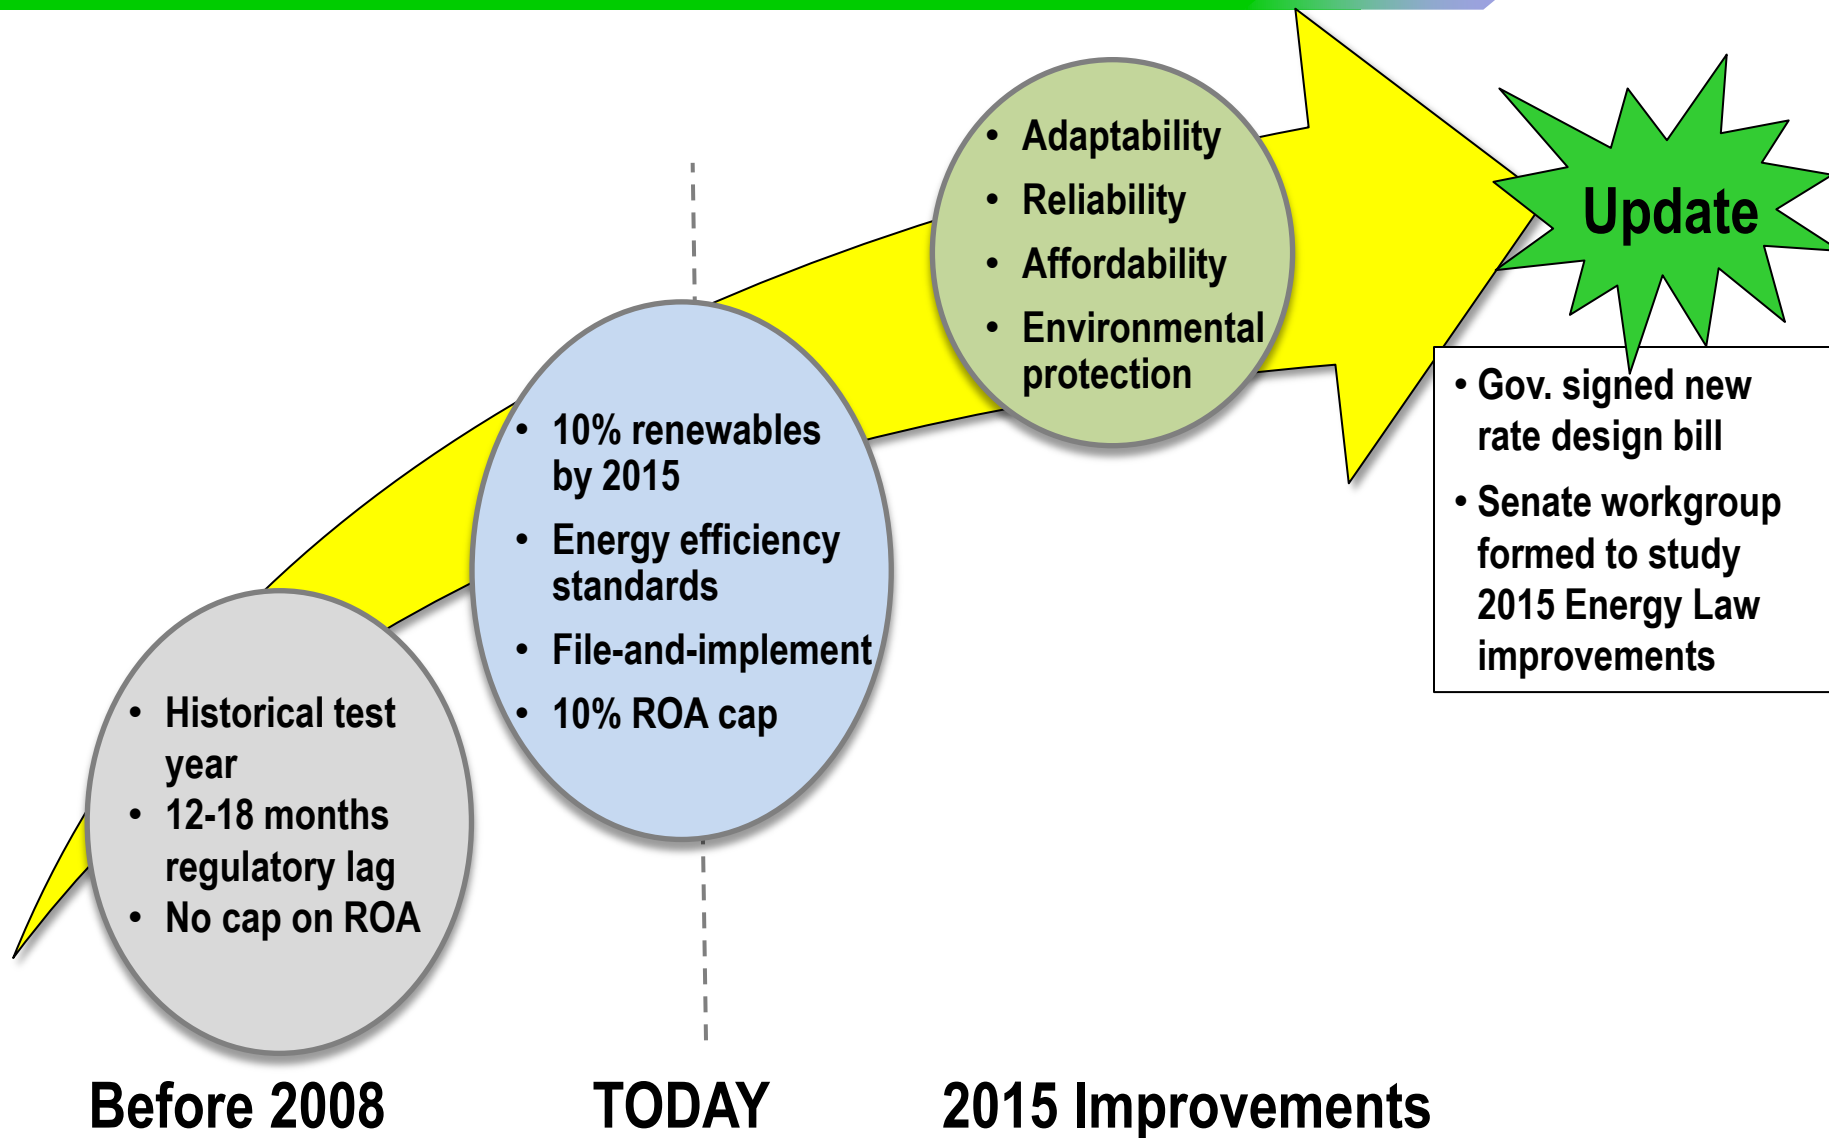 • Adaptability
• Reliability
• Affordability
• Environmental
protection
Update
• Gov. signed new
rate design bill
• Senate workgroup
formed to study
2015 Energy Law
improvements
• 10% renewables
by 2015
• Energy efficiency
standards
• File-and-implement
• 10% ROA cap
• Historical test
year
• 12-18 months
regulatory lag
• No cap on ROA
Before 2008
TODAY
2015 Improvements